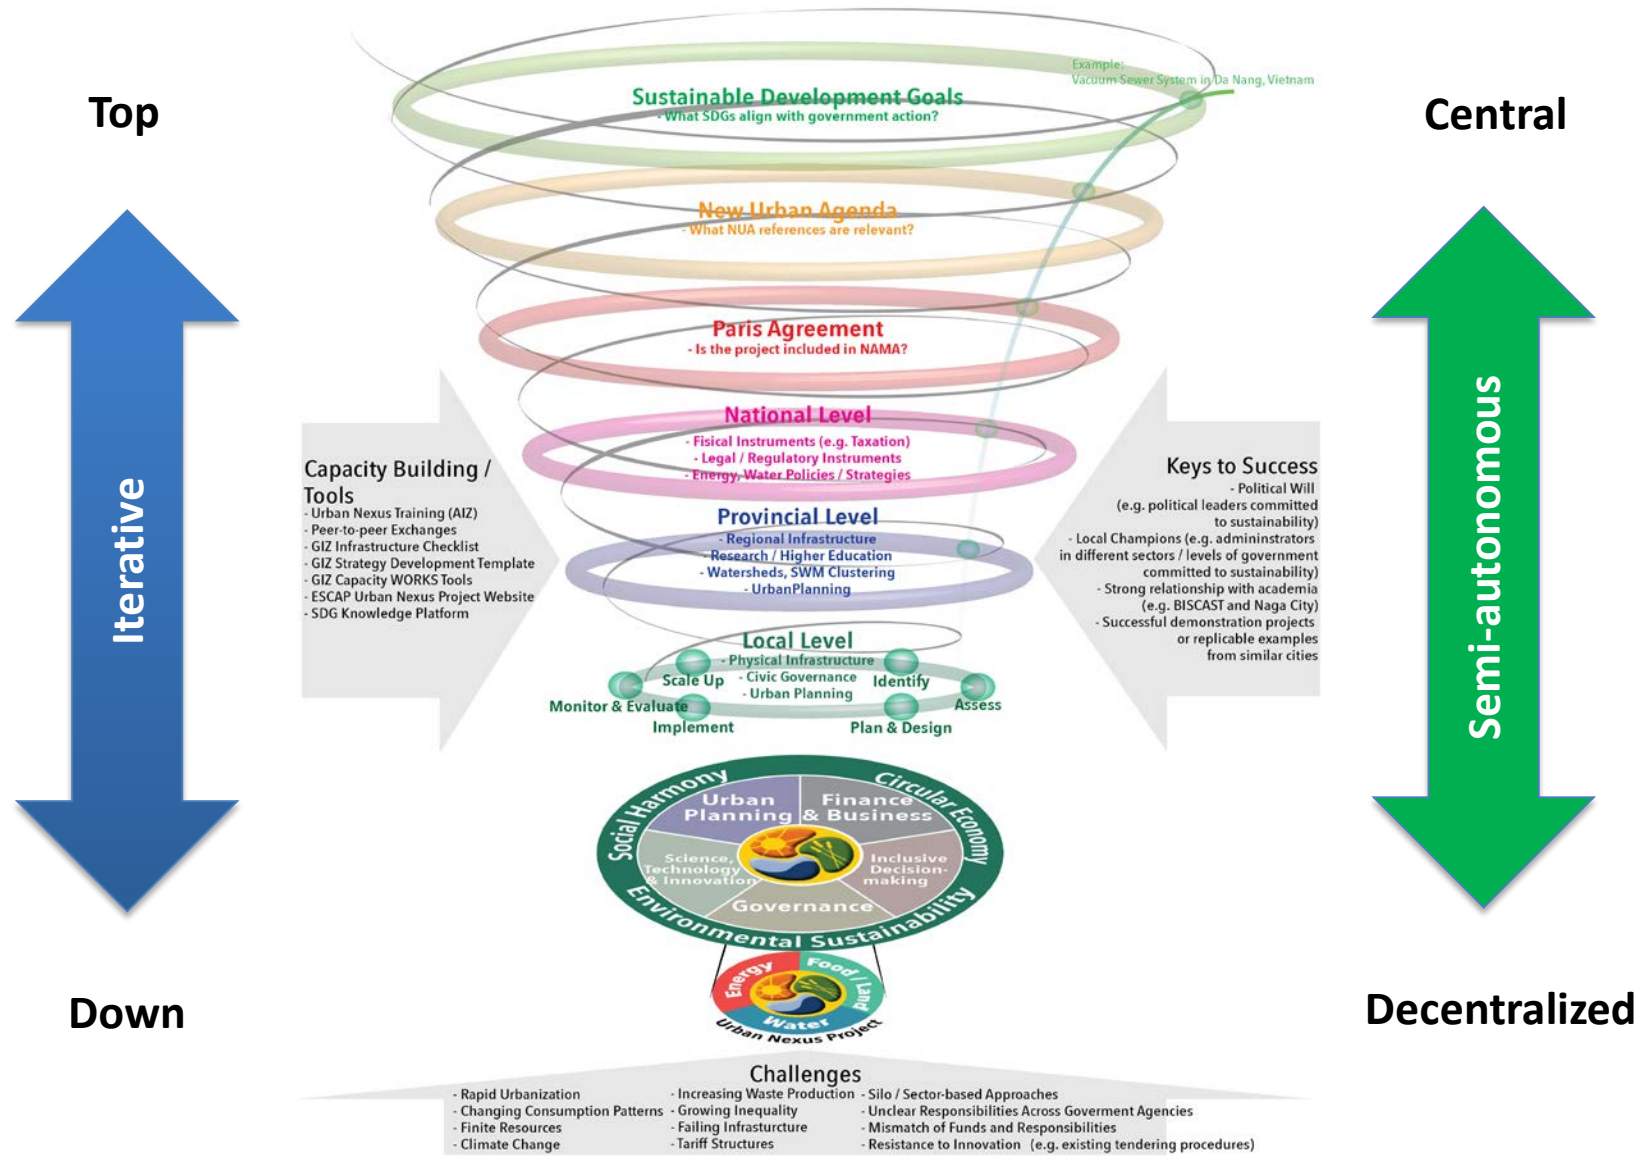 Top
Iterative
Down
Example:
Vacuum Sewer System in Da Nang, Vietnam
Sustainable Development Goals
- What SDGs align with government action?
New Urban Agenda
- What NUA references are relevant?
Paris Agreement
- Is the project included in NAMA?
National Level
- Fisical Instruments (e.g. Taxation)
- Legal / Regulatory Instruments
- Energy, Water Policies / Strategies
Provincial Level
- Regional Infrastructure
- Research / Higher Education
- Watersheds, SWM Clustering
- UrbanPlanning
Local Level
- Physical Infrastructure
- Civic Governance
- Urban Planning
Scale Up
Identify
Monitor & Evaluate
Assess
Implement
Plan & Design
Capacity Building /
Tools
- Urban Nexus Training (AIZ)
- Peer-to-peer Exchanges
- GIZ Infrastructure Checklist
- GIZ Strategy Development Template
- GIZ Capacity WORKS Tools
- ESCAP Urban Nexus Project Website
- SDG Knowledge Platform
Keys to Success
- Political Will
(e.g. political leaders committed
to sustainability)
- Local Champions (e.g. admininstrators
in different sectors / levels of government
committed to sustainability)
- Strong relationship with academia
(e.g. BISCAST and Naga City)
- Successful demonstration projects
or replicable examples
from similar cities
Central
Semi-autonomous
Decentralized
Social Harmony
Circular Economy
Environmental Sustainability
Urban
Planning
Finance
& Business
Science,
Technology
& Innovation
Inclusive
Decision-
making
Governance
Energy
Food / Land
Water
Urban Nexus Project
Challenges
- Rapid Urbanization
- Changing Consumption Patterns
- Finite Resources
- Climate Change
- Increasing Waste Production
- Growing Inequality
- Failing Infrasturcture
- Tariff Structures
- Silo / Sector-based Approaches
- Unclear Responsibilities Across Goverment Agencies
- Mismatch of Funds and Responsibilities
- Resistance to Innovation (e.g. existing tendering procedures)